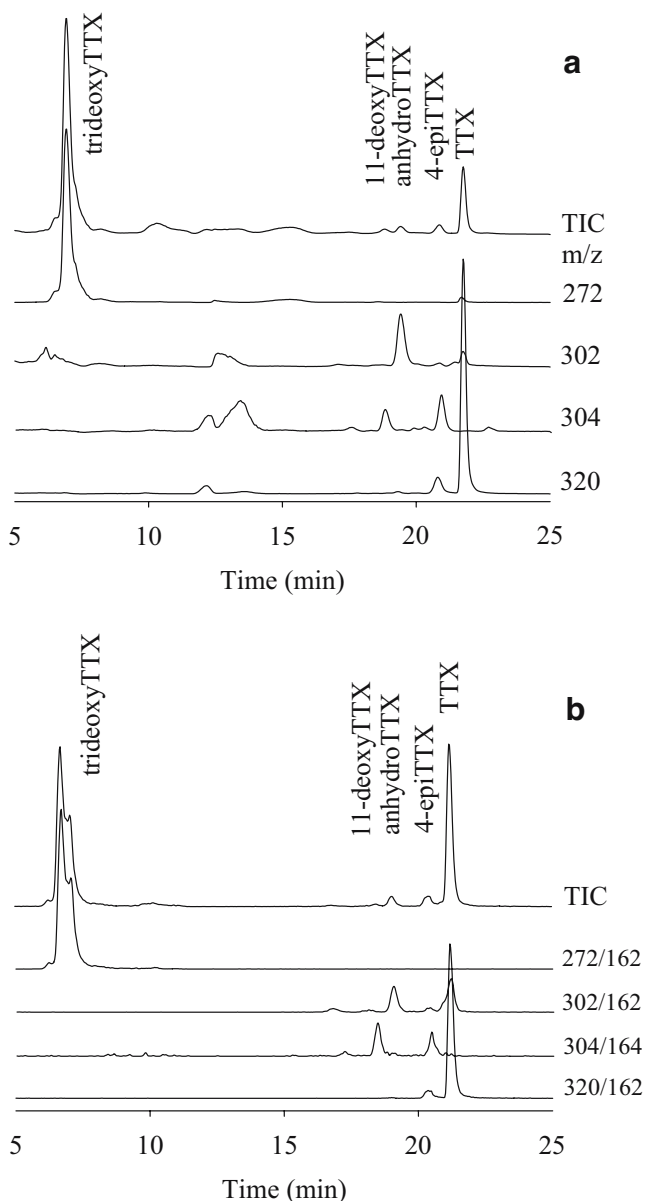 a
trideoxyTTX
11-deoxyTTX
anhydroTTX
4-epiTTX
TTX
TIC
m/z
272
302
304
320
5 10 15 20 25
Time (min)
b
trideoxyTTX
11-deoxyTTX
anhydroTTX
4-epiTTX
TTX
TIC
272/162
302/162
304/164
320/162
5 10 15 20 25
Time (min)